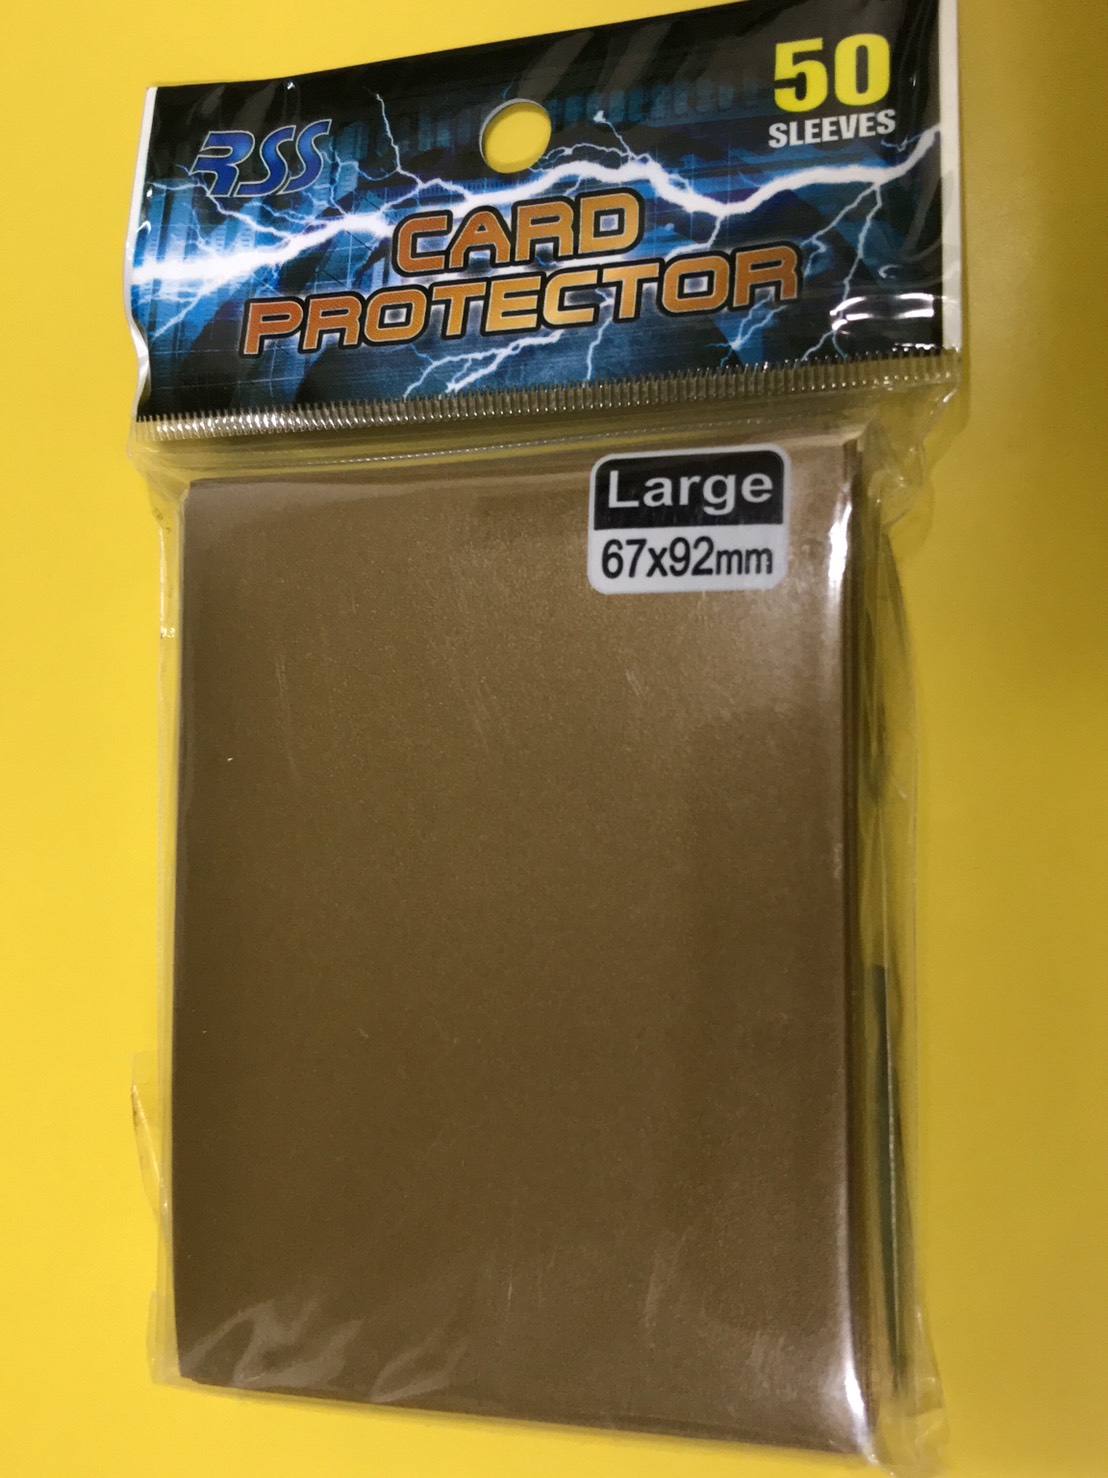 RSS
50
SLEEVES
CARD
PROTECTOR
Large
67x92mm